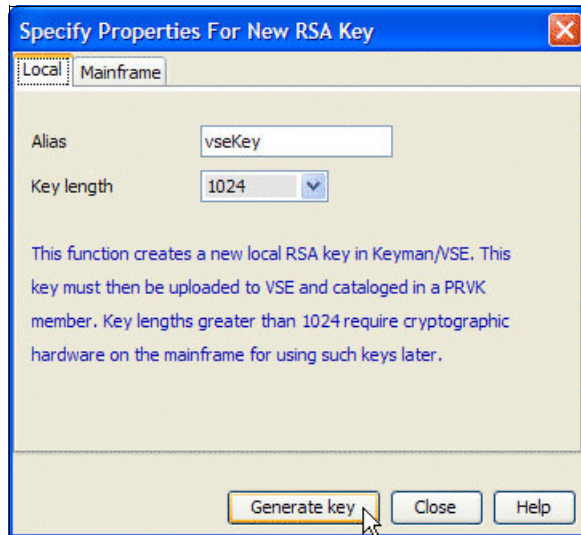 Specify Properties For New RSA Key
Local Mainframe
Alias vseKey
Key length 1024
This function creates a new local RSA key in Keyman/VSE. This
key must then be uploaded to VSE and cataloged in a PRVK
member. Key lengths greater than 1024 require cryptographic
hardware on the mainframe for using such keys later.
Generate key Close Help